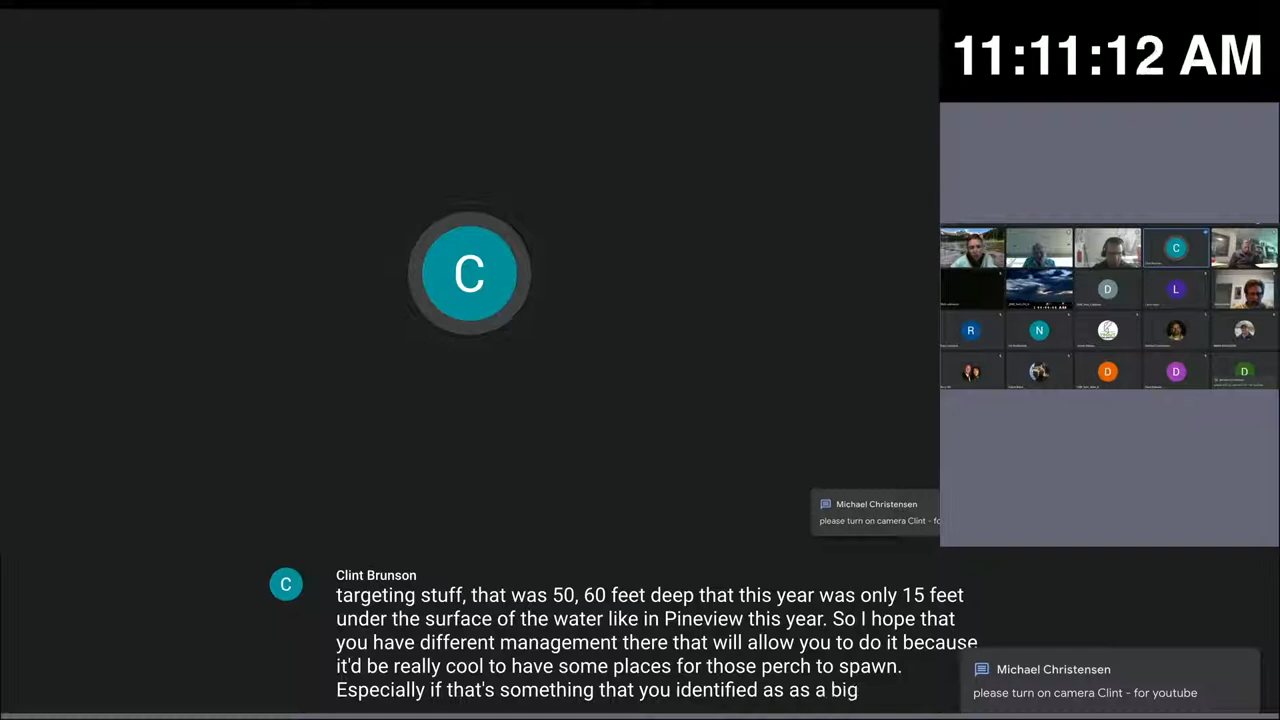 11:11:12 AM
C
C
D
L
R
N
D
D
D
Michael Christensen
please turn on camera Clint - fo
C
Clint Brunson
targeting stuff, that was 50, 60 feet deep that this year was only 15 feet
under the surface of the water like in Pineview this year. So I hope that
you have different management there that will allow you to do it because
it'd be really cool to have some places for those perch to spawn.
Especially if that's something that you identified as as a big
Michael Christensen
please turn on camera Clint - for youtube